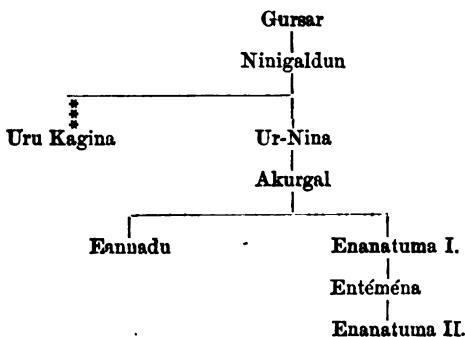 Gursar
Ninigaldun
***
Uru Kagina Ur-Nina
Akurgal
Eannadu Enanatuma I.
Entéména
Enanatuma II.